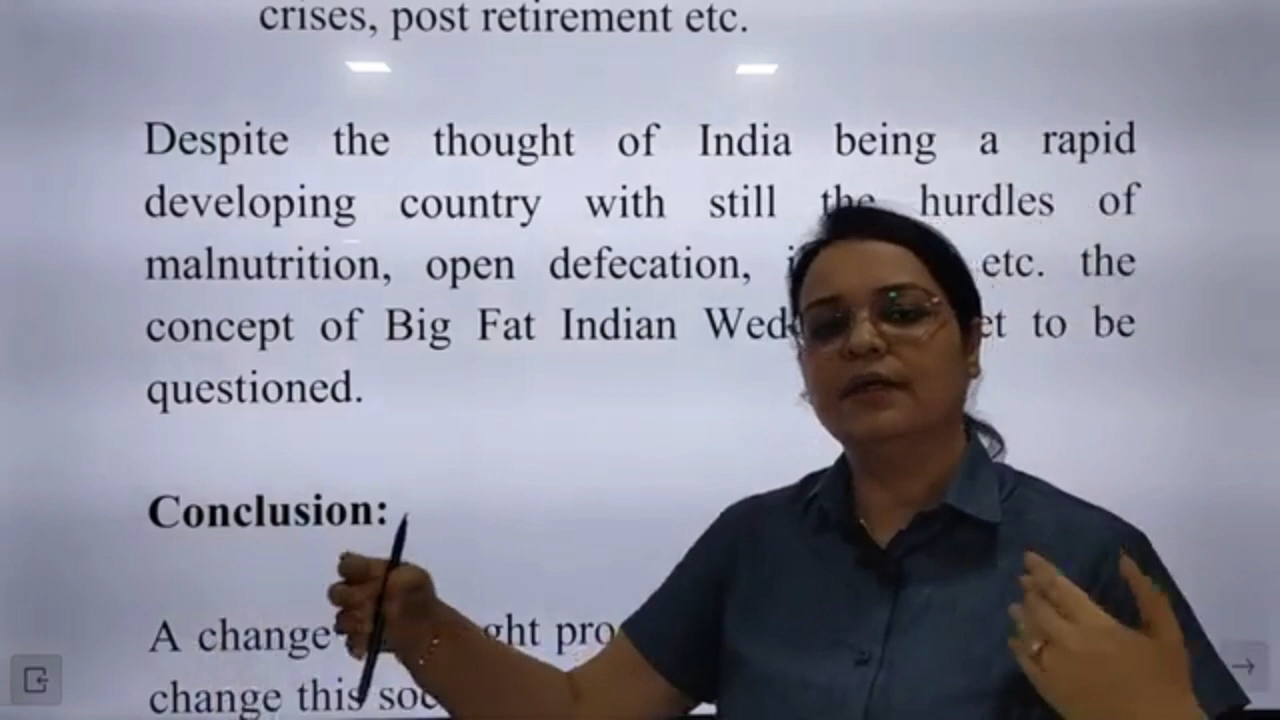 crises, post retirement etc.
Despite the thought of India being a rapid
developing country with still the hurdles of
malnutrition, open defecation, etc. the
concept of Big Fat Indian to be
questioned.
Conclusion:
A change
change this